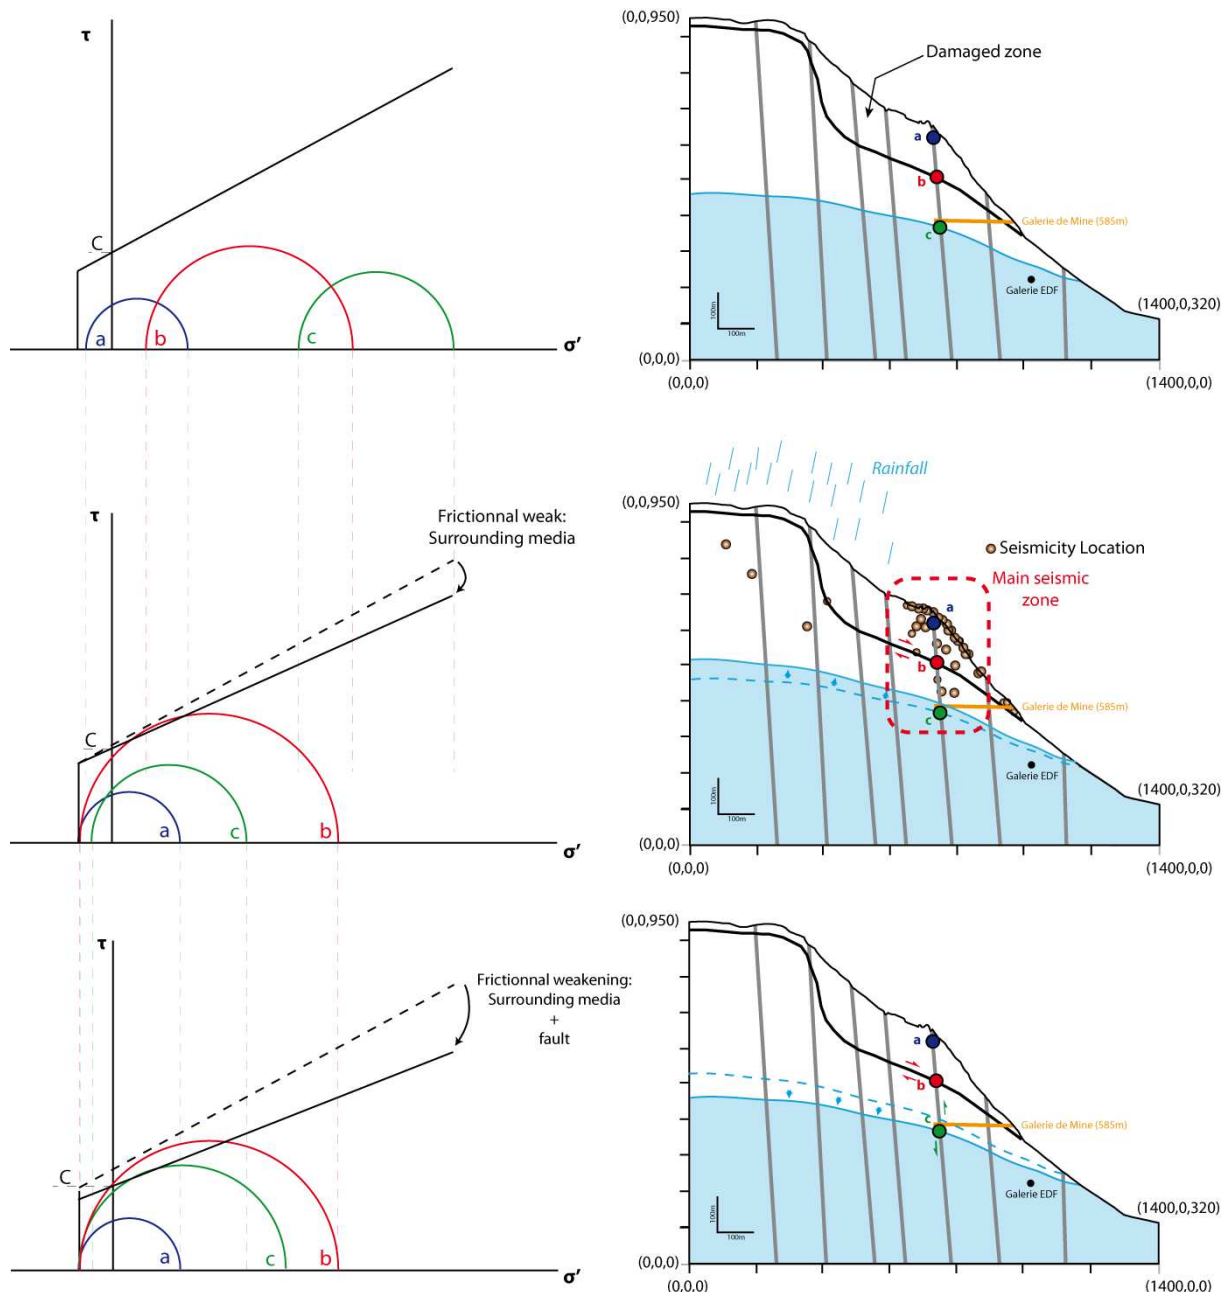 τ
C
a
b
c
σ'
(0,0,950)
Damaged zone
a
b
c
Galerie de Mine (585m)
Galerie EDF
100m
100m
(1400,0,320)
(0,0,0)
(0,0,0)
(1400,0,0)
τ
Frictionnal weak:
Surrounding media
C
a
c
b
σ'
Rainfall
(0,0,950)
Seismicity Location
Main seismic
zone
a
b
c
Galerie de Mine (585m)
Galerie EDF
100m
100m
(1400,0,320)
(0,0,0)
(0,0,0)
(1400,0,0)
τ
Frictionnal weakening:
Surrounding media
+
fault
C
a
c
b
σ'
(0,0,950)
a
b
c
Galerie de Mine (585m)
Galerie EDF
100m
100m
(1400,0,320)
(0,0,0)
(0,0,0)
(1400,0,0)